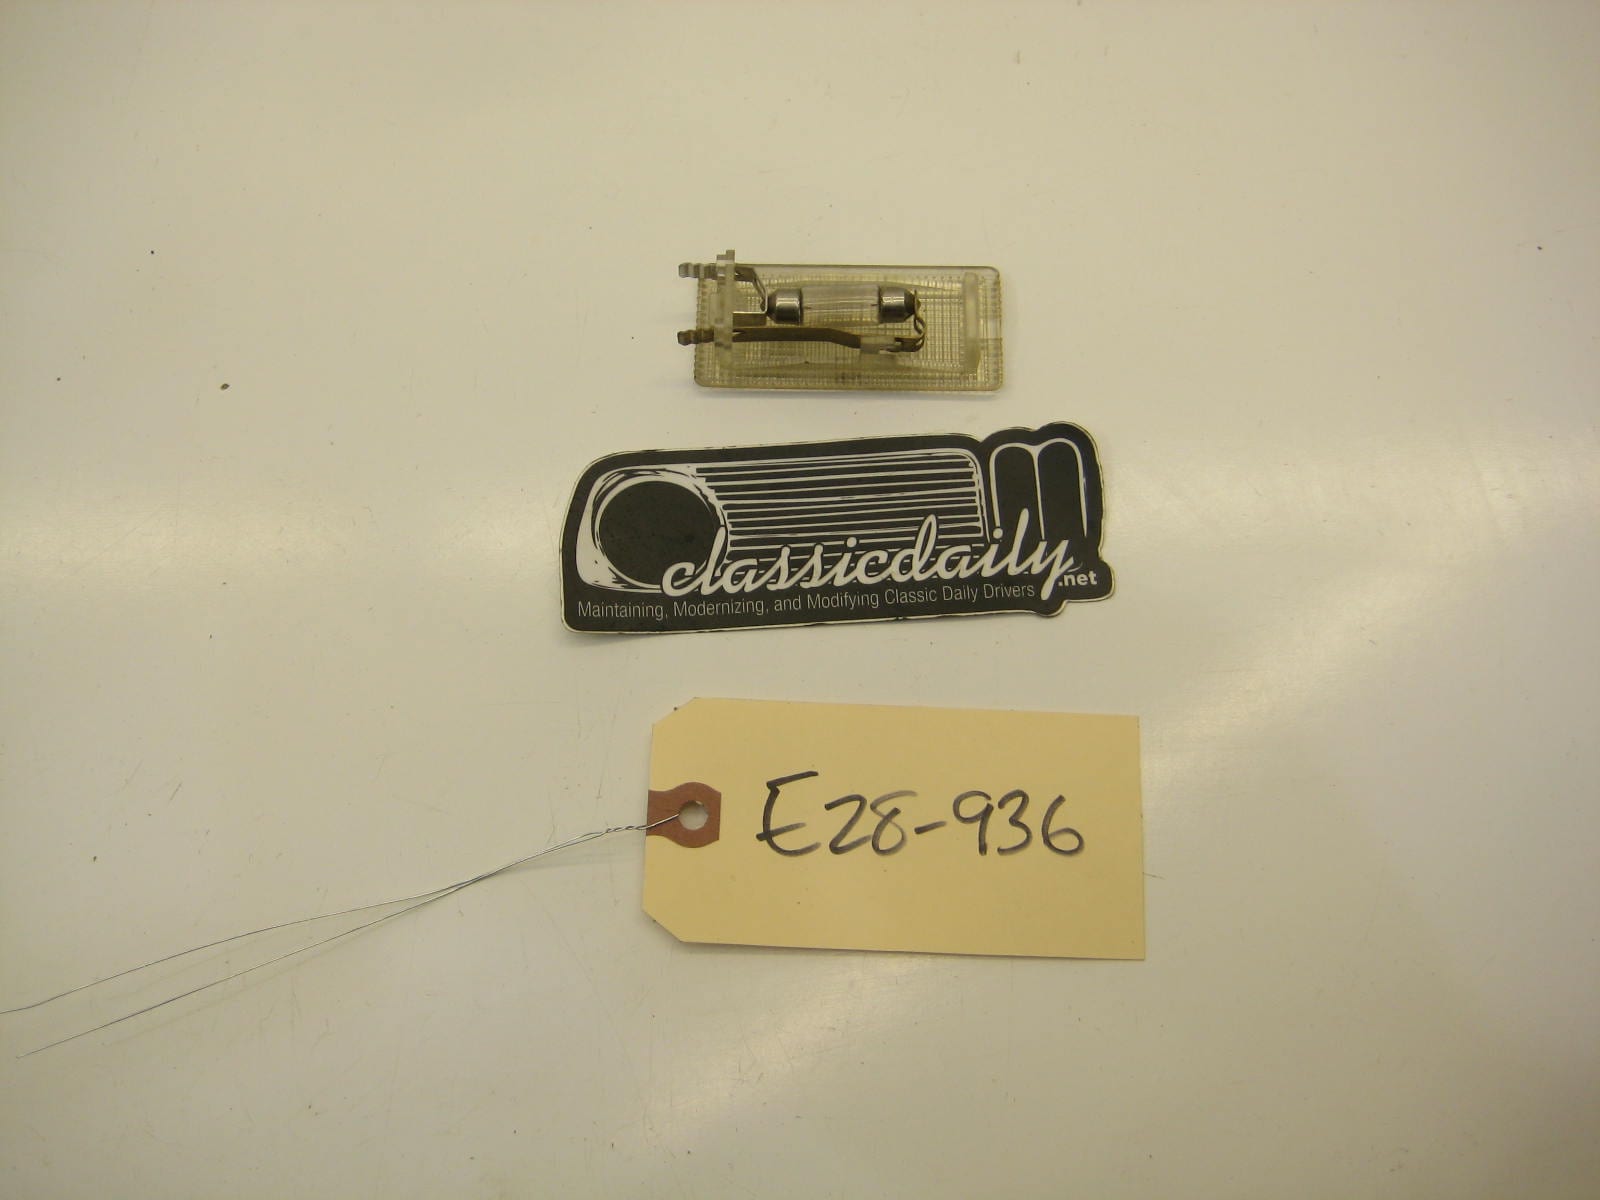 classicdaily.net
Maintaining, Modernizing, and Modifying Classic Daily Drivers
E28-936